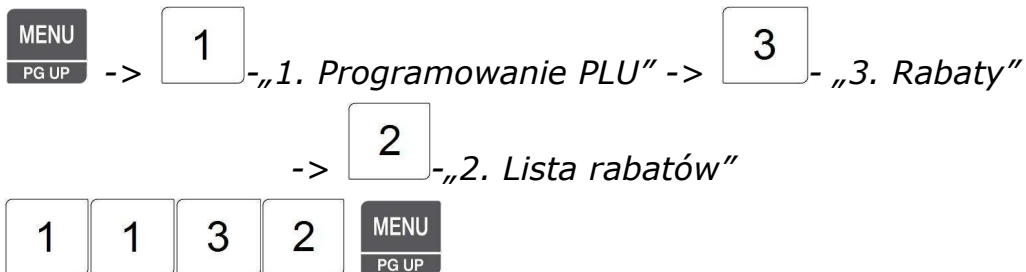 MENU
PG UP -> 1 -„1. Programowanie PLU” -> 3 - „3. Rabaty”
-> 2 -„2. Lista rabatów”
1 1 3 2 MENU
PG UP